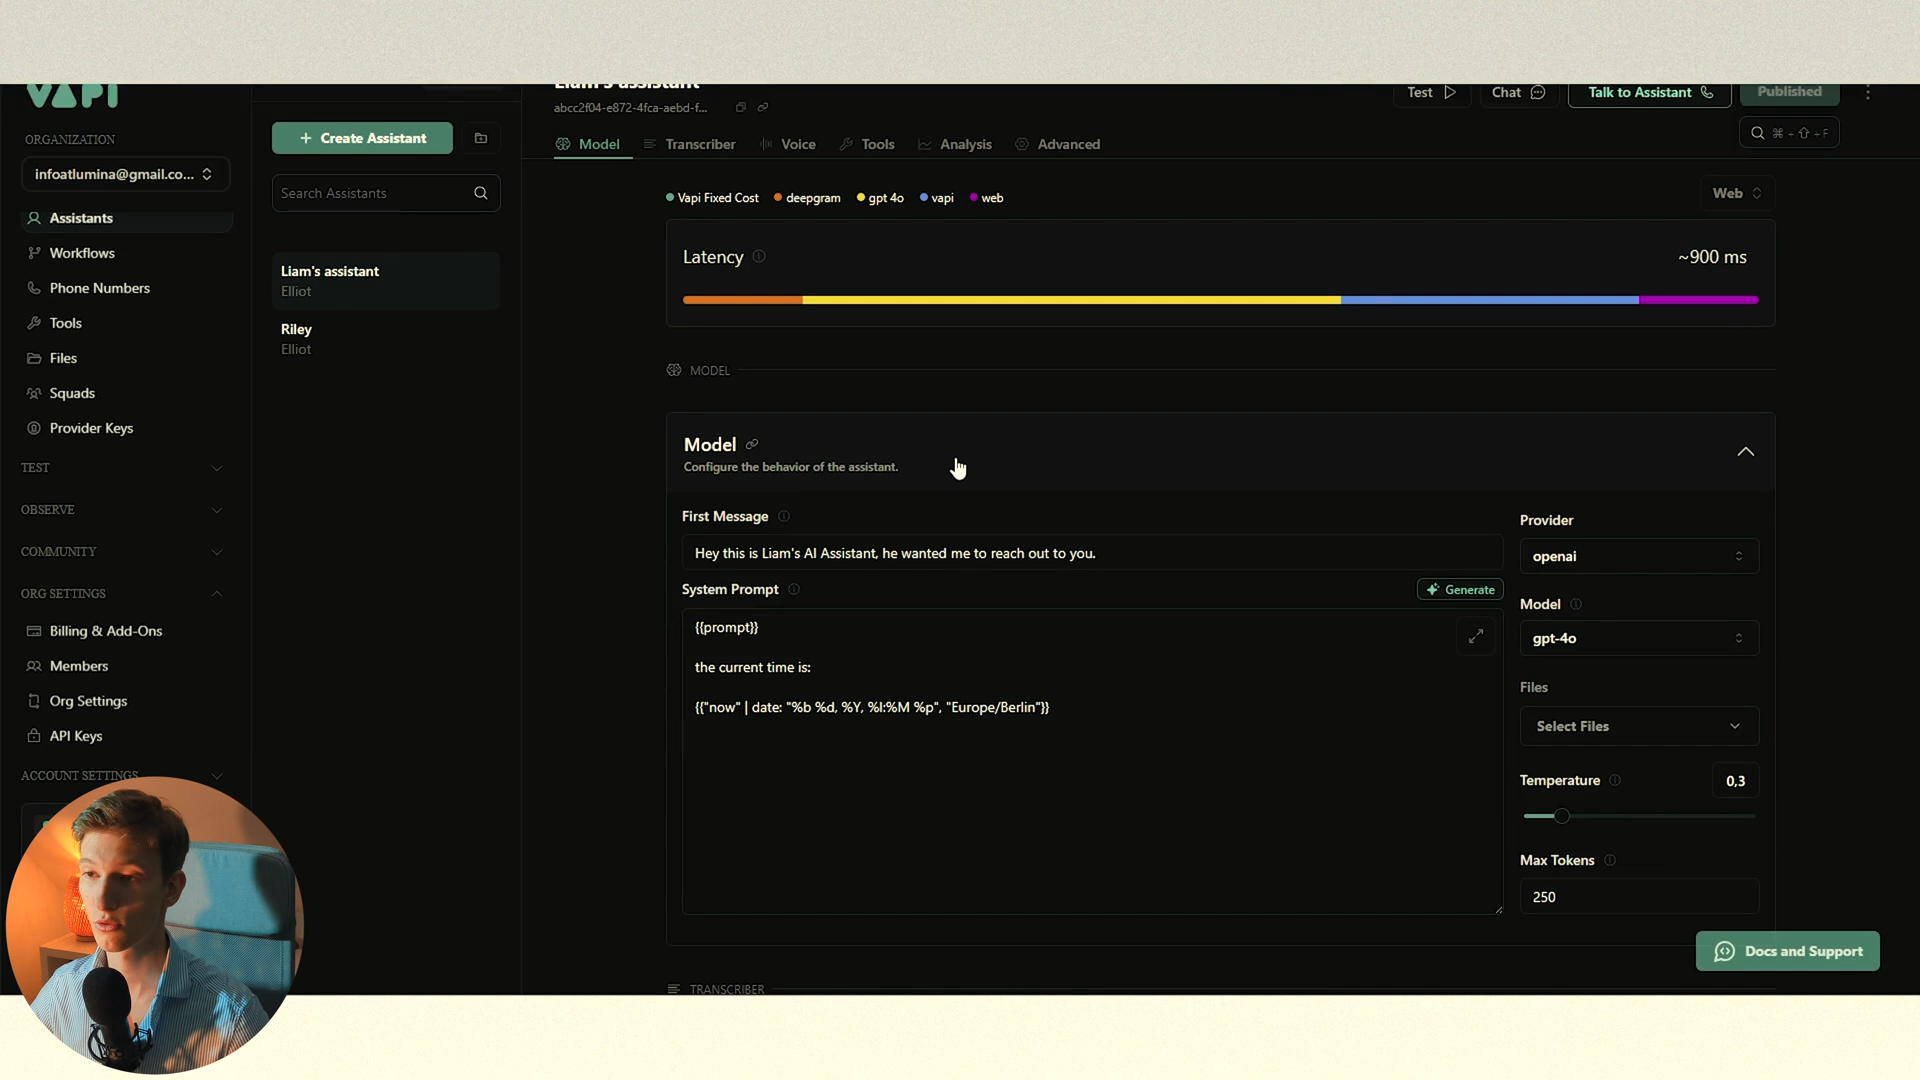 VAPI
ORGANIZATION
infoatlumina@gmail.co...
Assistants
Workflows
Phone Numbers
Tools
Files
Squads
Provider Keys
TEST
OBSERVE
COMMUNITY
ORG SETTINGS
Billing & Add-Ons
Members
Org Settings
API Keys
ACCOUNT SETTINGS
Create Assistant
Search Assistants
Liam's assistant
Elliot
Riley
Elliot
Liam's assistant
abcc2f04-e872-4fca-aebd-f...
Test
Chat
Talk to Assistant
Published
⌘ + ⇧ + F
Model
Transcriber
Voice
Tools
Analysis
Advanced
Vapi Fixed Cost
deepgram
gpt 4o
vapi
web
Web
Latency
~900 ms
MODEL
Model
Configure the behavior of the assistant.
First Message
Hey this is Liam's AI Assistant, he wanted me to reach out to you.
System Prompt
Generate
{{prompt}}
the current time is:
{{"now" | date: "%b %d, %Y, %I:%M %p", "Europe/Berlin"}}
Provider
openai
Model
gpt-4o
Files
Select Files
Temperature
0,3
Max Tokens
250
Docs and Support
TRANSCRIBER